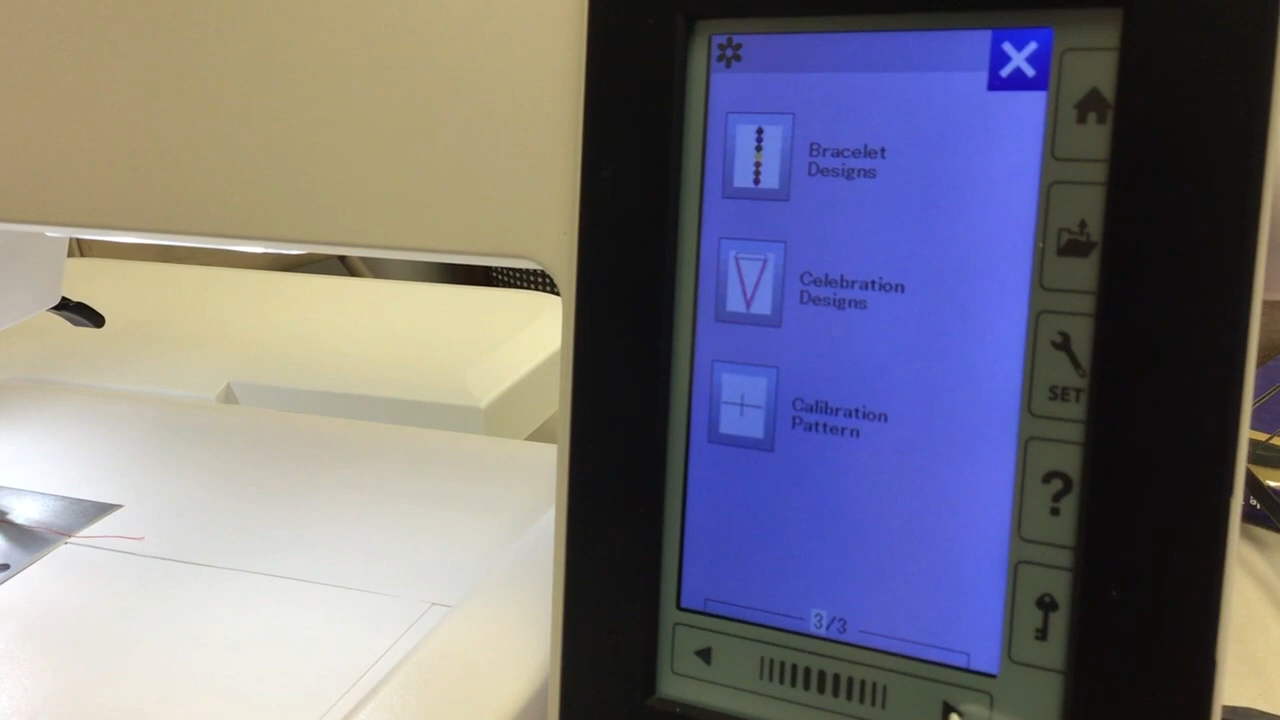 Bracelet
Designs
Celebration
Designs
Calibration
Pattern
SET
?
3/3